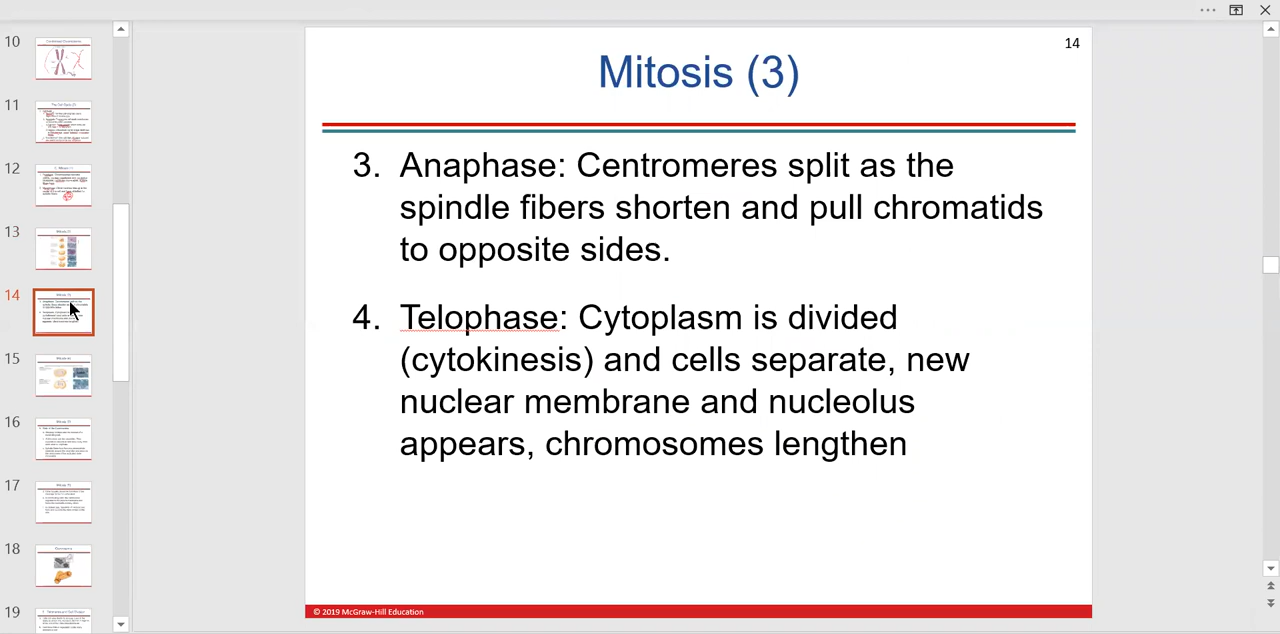 14
Mitosis (3)
3. Anaphase: Centromeres split as the
spindle fibers shorten and pull chromatids
to opposite sides.
4. Telophase: Cytoplasm is divided
(cytokinesis) and cells separate, new
nuclear membrane and nucleolus
appears, chromosomes lengthen
© 2019 McGraw-Hill Education
10
11
12
13
14
15
16
17
18
19